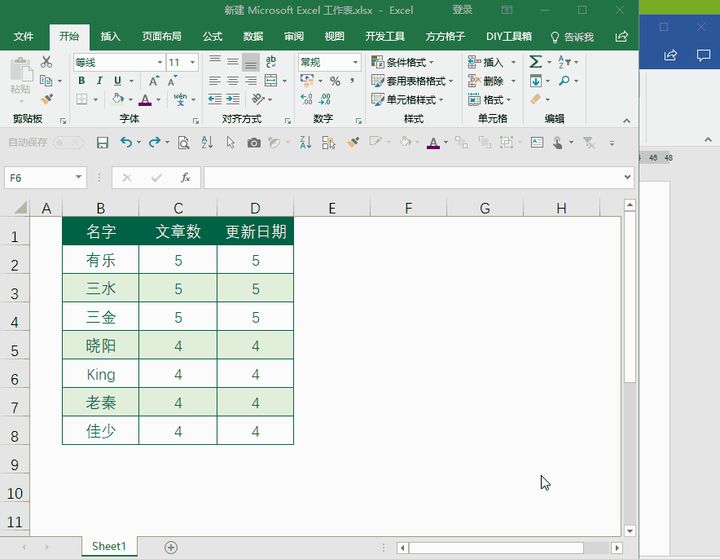 新建 Microsoft Excel 工作表.xlsx - Excel 登录
文件 开始 插入 页面布局 公式 数据 审阅 视图 开发工具 方方格子 DIY工具箱 告诉我
粘贴 等线 11 常规 条件格式 插入
B I U 套用表格格式 删除
单元格样式 格式
剪贴板 字体 对齐方式 数字 样式 单元格 编辑
自动保存
F6 fx
A B C D E F G H
1 名字 文章数 更新日期
2 有乐 5 5
3 三水 5 5
4 三金 5 5
5 晓阳 4 4
6 King 4 4
7 老秦 4 4
8 佳少 4 4
9
10
11
Sheet1
46 48